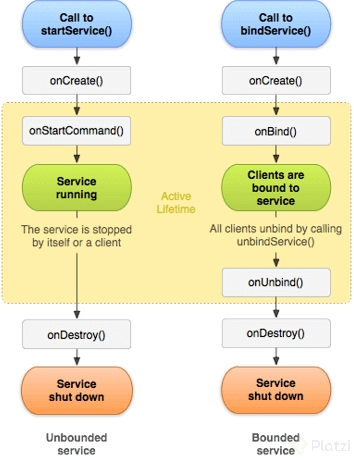 Call to
startService()
onCreate()
onStartCommand()
Service
running
The service is stopped
by itself or a client
onDestroy()
Service
shut down
Unbounded
service
Active
Lifetime
Call to
bindService()
onCreate()
onBind()
Clients are
bound to
service
All clients unbind by calling
unbindService()
onUnbind()
onDestroy()
Service
shut down
Bounded
service
Platzi